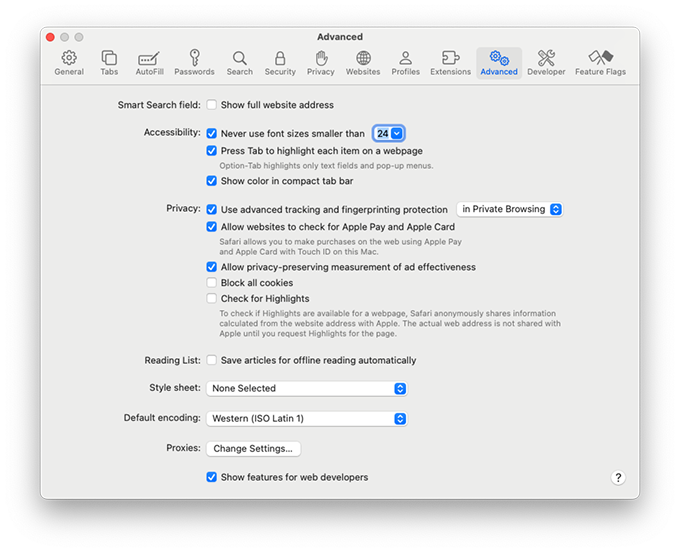 Advanced
General Tabs AutoFill Passwords Search Security Privacy Websites Profiles Extensions Advanced Developer Feature Flags
Smart Search field: Show full website address
Accessibility: Never use font sizes smaller than 24
Press Tab to highlight each item on a webpage
Option-Tab highlights only text fields and pop-up menus.
Show color in compact tab bar
Privacy: Use advanced tracking and fingerprinting protection in Private Browsing
Allow websites to check for Apple Pay and Apple Card
Safari allows you to make purchases on the web using Apple Pay
and Apple Card with Touch ID on this Mac.
Allow privacy-preserving measurement of ad effectiveness
Block all cookies
Check for Highlights
To check if Highlights are available for a webpage, Safari anonymously shares information
calculated from the website address with Apple. The actual web address is not shared with
Apple until you request Highlights for the page.
Reading List: Save articles for offline reading automatically
Style sheet: None Selected
Default encoding: Western (ISO Latin 1)
Proxies: Change Settings...
Show features for web developers ?